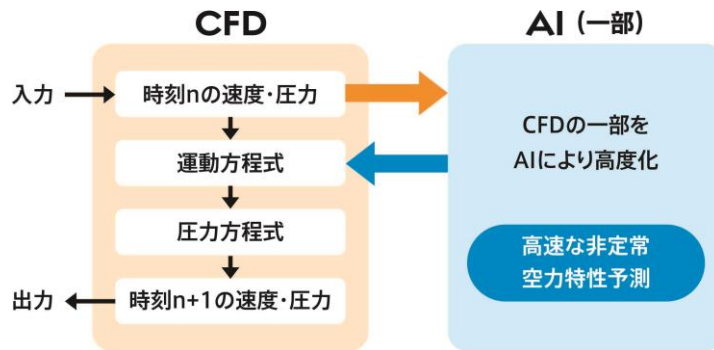 CFD
入力
時刻nの速度・圧力
運動方程式
圧力方程式
時刻n+1の速度・圧力
出力
AI（一部）
CFDの一部を
AIにより高度化
高速な非定常
空力特性予測